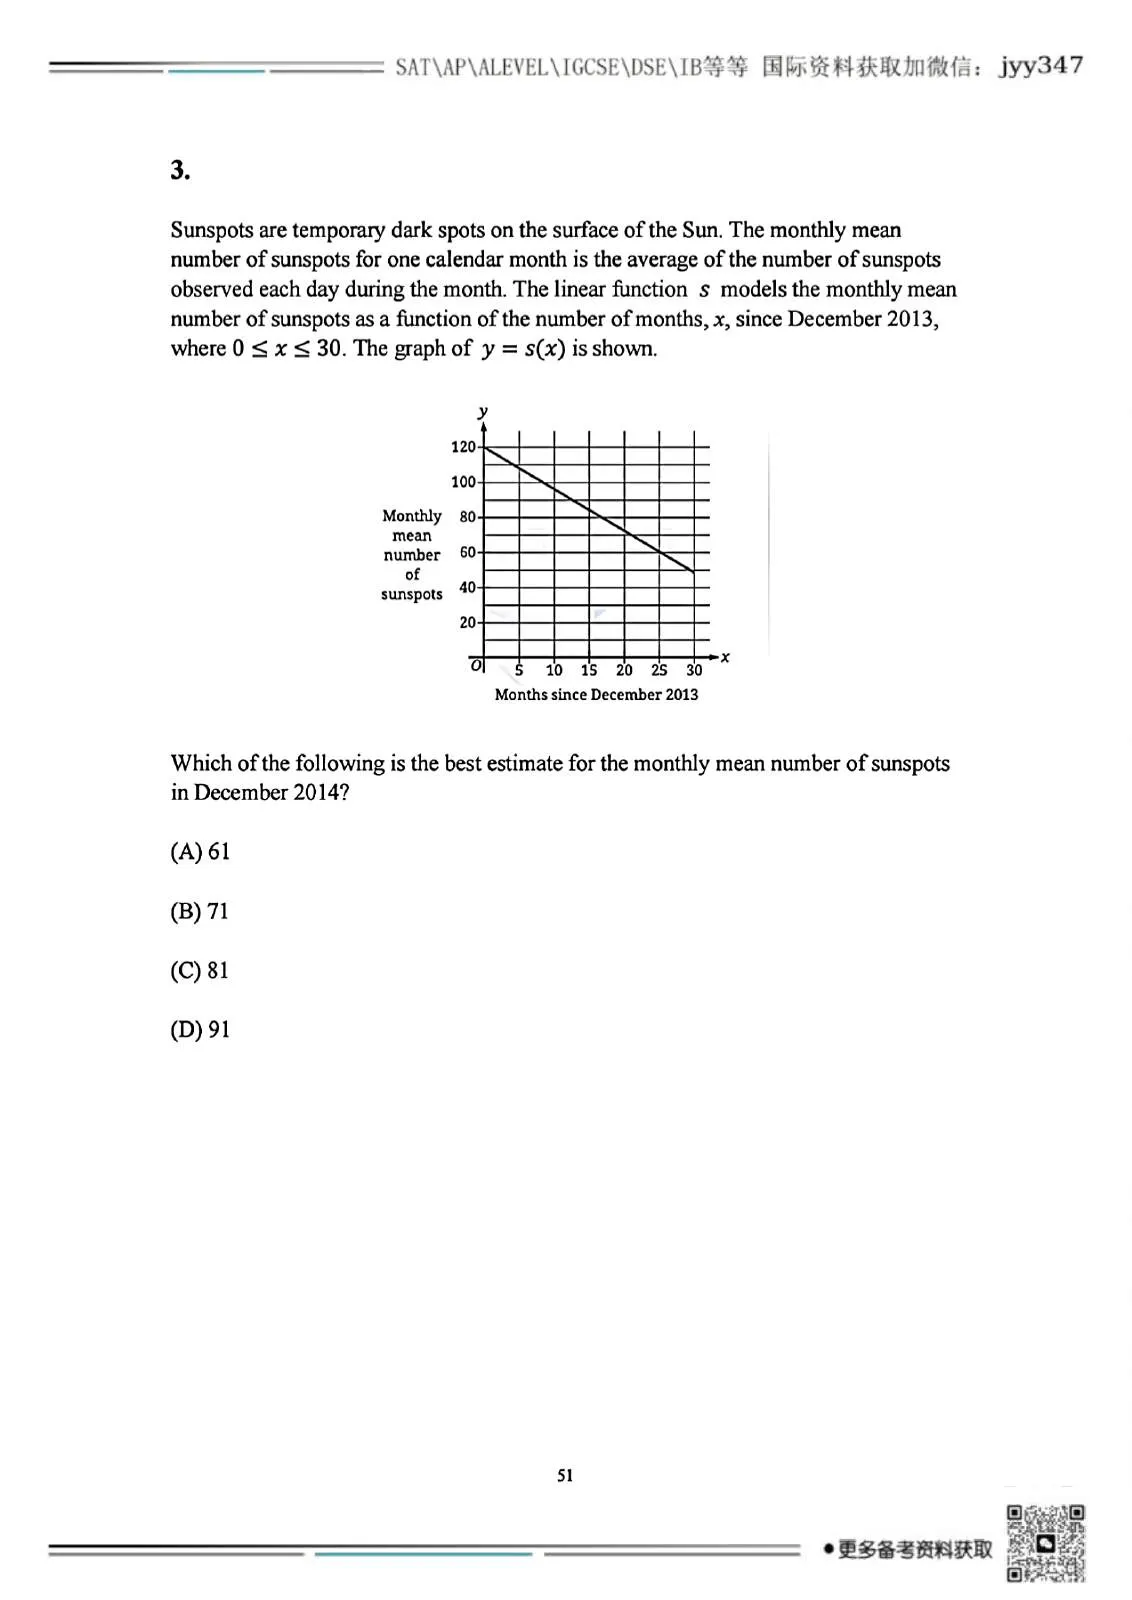 SAT\AP\ALEVEL\IGCSE\DSE\IB等等 国际资料获取加微信: jyy347
3.
Sunspots are temporary dark spots on the surface of the Sun. The monthly mean
number of sunspots for one calendar month is the average of the number of sunspots
observed each day during the month. The linear function s models the monthly mean
number of sunspots as a function of the number of months, x, since December 2013,
where 0 ≤ x ≤ 30. The graph of y = s(x) is shown.
y
120
100
80
60
40
20
Monthly
mean
number
of
sunspots
O 5 10 15 20 25 30 x
Months since December 2013
Which of the following is the best estimate for the monthly mean number of sunspots
in December 2014?
(A) 61
(B) 71
(C) 81
(D) 91
51
●更多备考资料获取